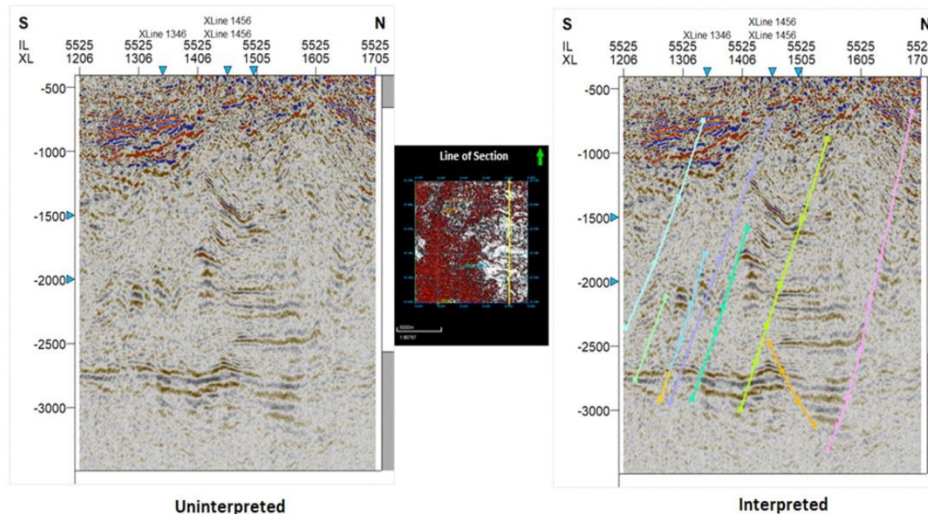 S N
XLine 1456
XLine 1346 XLine 1456
IL 5525 5525 5525 5525 5525 5525
XL 1206 1306 1406 1505 1605 1705
-500
-1000
-1500
-2000
-2500
-3000
Uninterpreted
Line of Section
S N
XLine 1456
XLine 1346 XLine 1456
IL 5525 5525 5525 5525 5525 552
XL 1206 1306 1406 1505 1605 170
-500
-1000
-1500
-2000
-2500
-3000
Interpreted